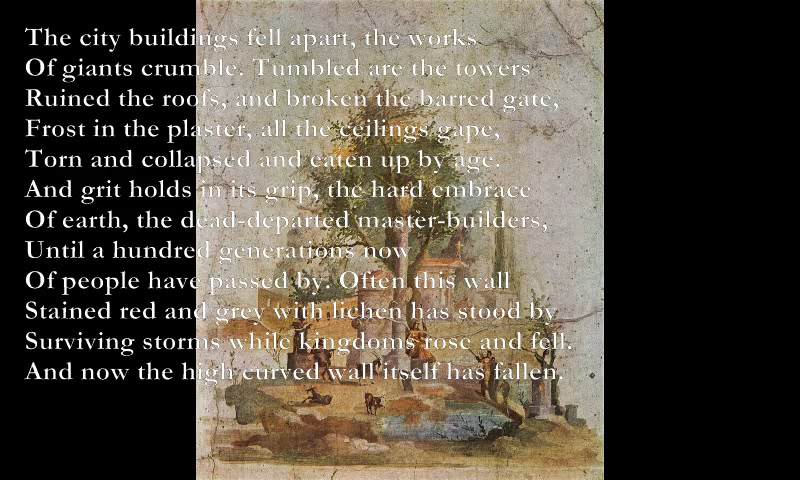 The city buildings fell apart, the works
Of giants crumble. Tumbled are the towers
Ruined the roofs, and broken the barred gate,
Frost in the plaster, all the ceilings gape,
Torn and collapsed and eaten up by age.
And grit holds in its grip, the hard embrace
Of earth, the dead-departed master-builders,
Until a hundred generations now
Of people have passed by. Often this wall
Stained red and grey with lichen has stood by
Surviving storms while kingdoms rose and fell.
And now the high curved wall itself has fallen.